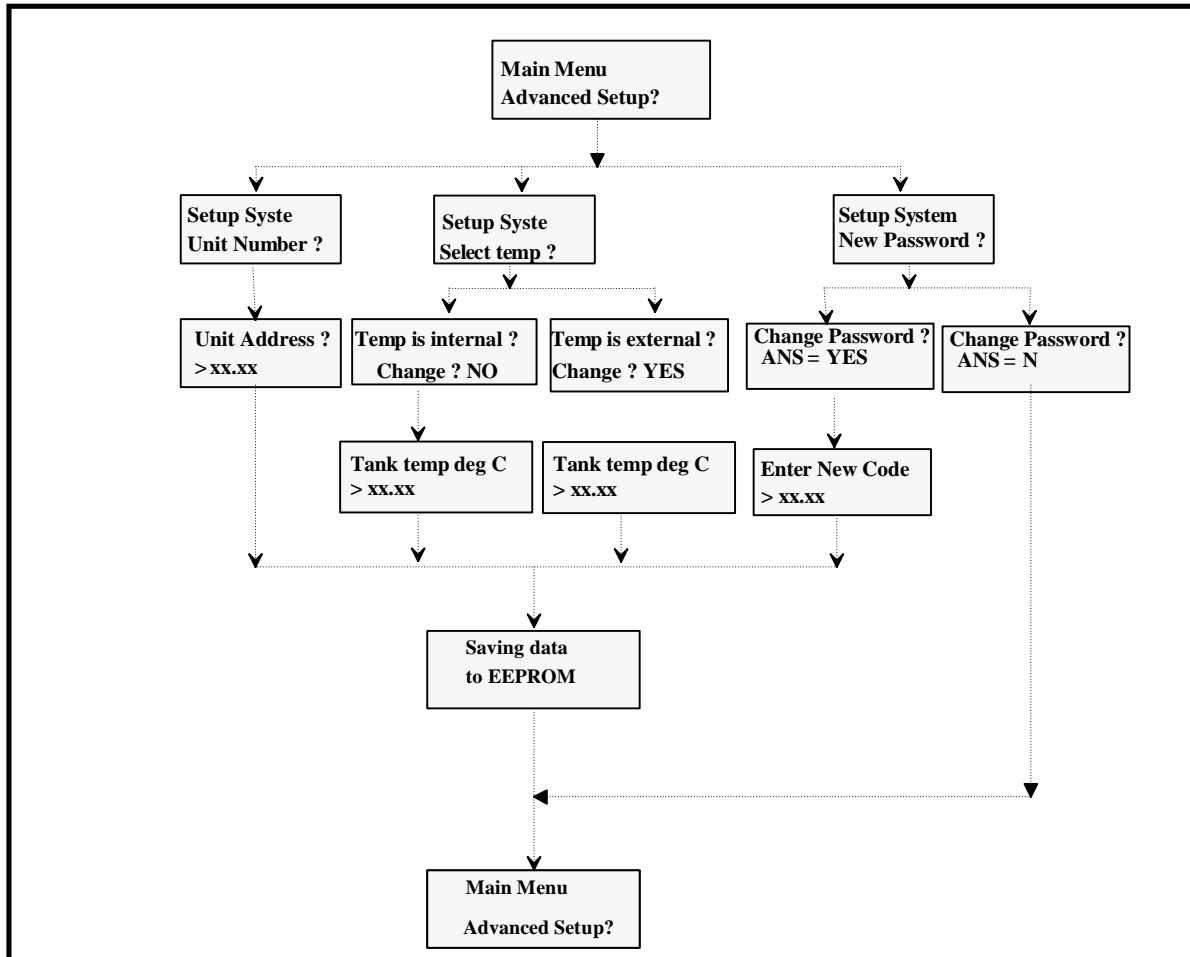 Main Menu
Advanced Setup?
Setup Syste
Unit Number ?
Setup Syste
Select temp ?
Setup System
New Password ?
Unit Address ?
> xx.xx
Temp is internal ?
Change ? NO
Temp is external ?
Change ? YES
Change Password ?
ANS = YES
Change Password ?
ANS = N
Tank temp deg C
> xx.xx
Tank temp deg C
> xx.xx
Enter New Code
> xx.xx
Saving data
to EEPROM
Main Menu
Advanced Setup?